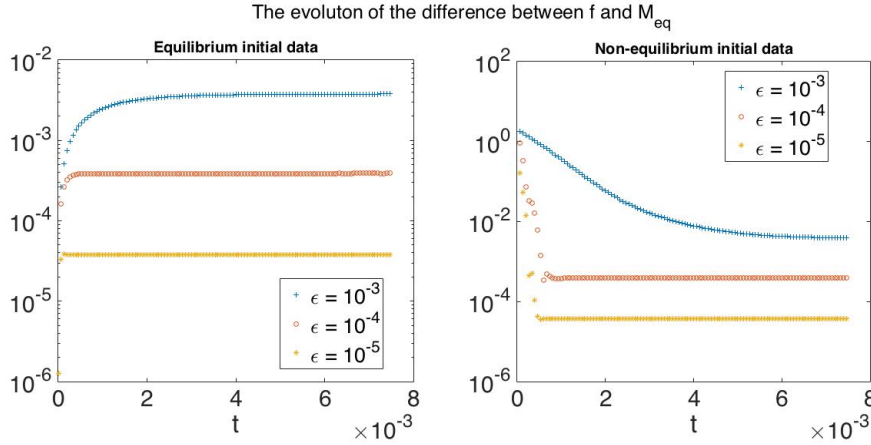 The evoluton of the difference between f and M_eq
Equilibrium initial data
10^-2
10^-3
10^-4
10^-5
10^-6
0 2 4 6 8
t
×10^-3
ϵ = 10^-3
ϵ = 10^-4
ϵ = 10^-5
Non-equilibrium initial data
10^2
10^0
10^-2
10^-4
10^-6
0 2 4 6 8
t
×10^-3
ϵ = 10^-3
ϵ = 10^-4
ϵ = 10^-5